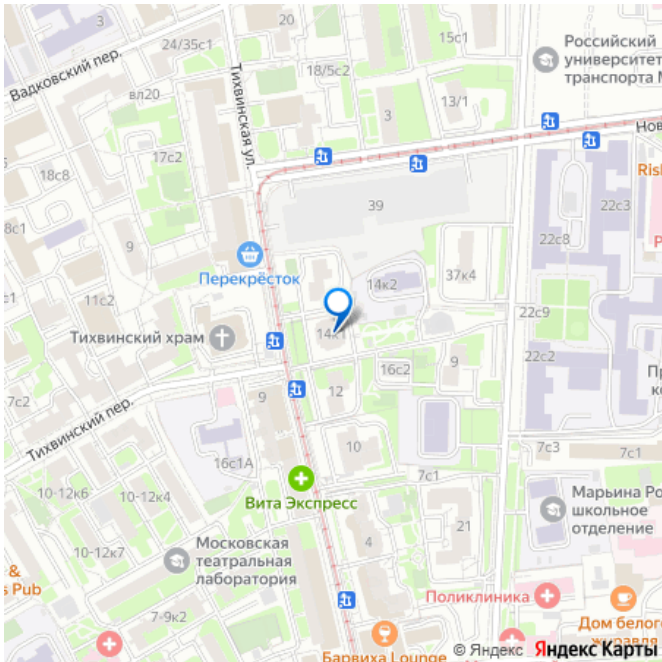 20
3
24/35с1
15с1
Российский
университет
транспорта М
Вадковский пер.
18/5с2
вл20
Тихвинская ул.
13/1
3
Нов
17с2
18с8
Risk
39
22с3
9
22с8
Р
Перекрёсток
37к4
14к2
11с2
22с9
Тихвинский храм
14к1
22с2
9
16с2
Пр
ко
7с2
12
9
Тихвинский пер.
10
7с3
7с1
16с1А
7с1
10-12к6
10-12к4
Вита Экспресс
Марьина Ро
школьное
отделение
21
10-12к7
Московская
театральная
лаборатория
4
&
s Pub
Поликлиника
7-9к2
Дом белого
журавля
Барвиха Lounge
© Яндекс Яндекс Карты